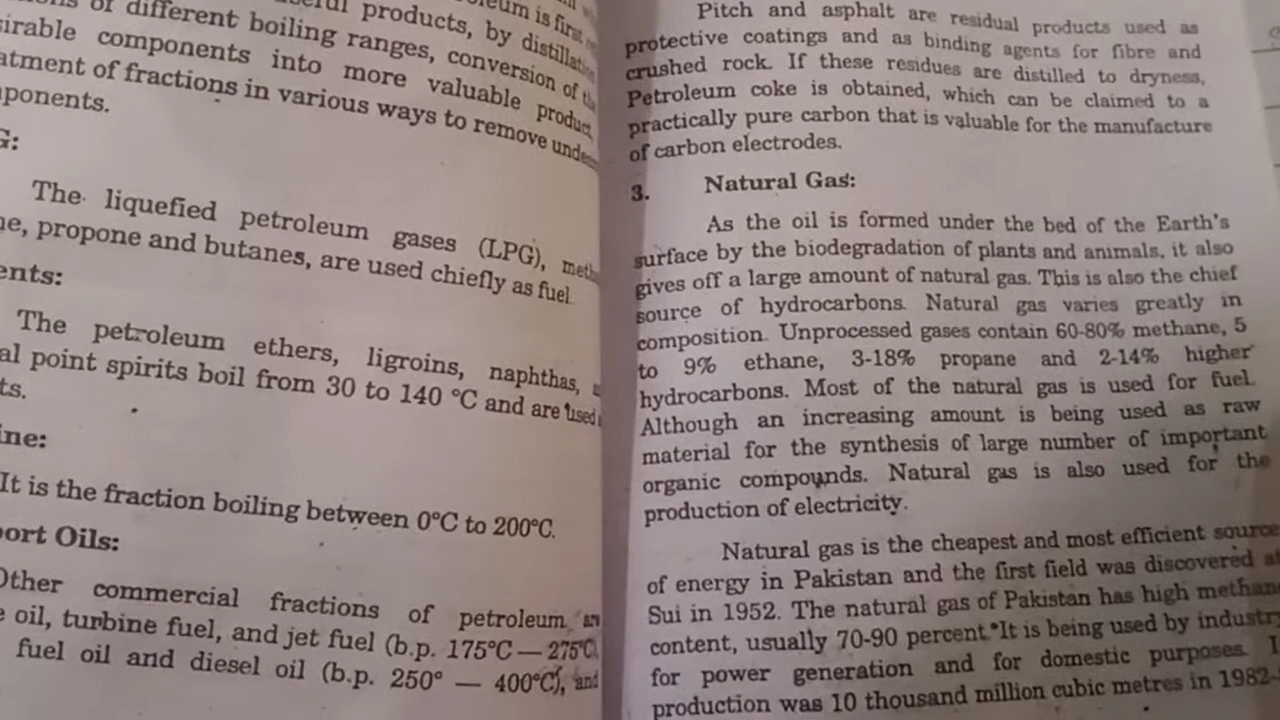 of different boiling ranges, conversion of
components into more valuable product,
of fractions in various ways to remove
The liquefied petroleum gases (LPG),
propone and butanes, are used chiefly as fuel.
The petroleum ethers, ligroins, naphthas,
point spirits boil from 30 to 140 °C and are used
It is the fraction boiling between 0°C to 200°C.
Oils:
Other commercial fractions of petroleum
oil, turbine fuel, and jet fuel (b.p. 175°C — 275°C
fuel oil and diesel oil (b.p. 250° — 400°C), and
Pitch and asphalt are residual products used as
protective coatings and as binding agents for fibre and
crushed rock. If these residues are distilled to dryness,
Petroleum coke is obtained, which can be claimed to a
practically pure carbon that is valuable for the manufacture
of carbon electrodes.
3. Natural Gas:
As the oil is formed under the bed of the Earth's
surface by the biodegradation of plants and animals, it also
gives off a large amount of natural gas. This is also the chief
source of hydrocarbons. Natural gas varies greatly in
composition. Unprocessed gases contain 60-80% methane, 5
to 9% ethane, 3-18% propane and 2-14% higher
hydrocarbons. Most of the natural gas is used for fuel.
Although an increasing amount is being used as raw
material for the synthesis of large number of important
organic compounds. Natural gas is also used for the
production of electricity.
Natural gas is the cheapest and most efficient source
of energy in Pakistan and the first field was discovered at
Sui in 1952. The natural gas of Pakistan has high
content, usually 70-90 percent. It is being used by
for power generation and for domestic purposes.
production was 10 thousand million cubic metres in 1982-